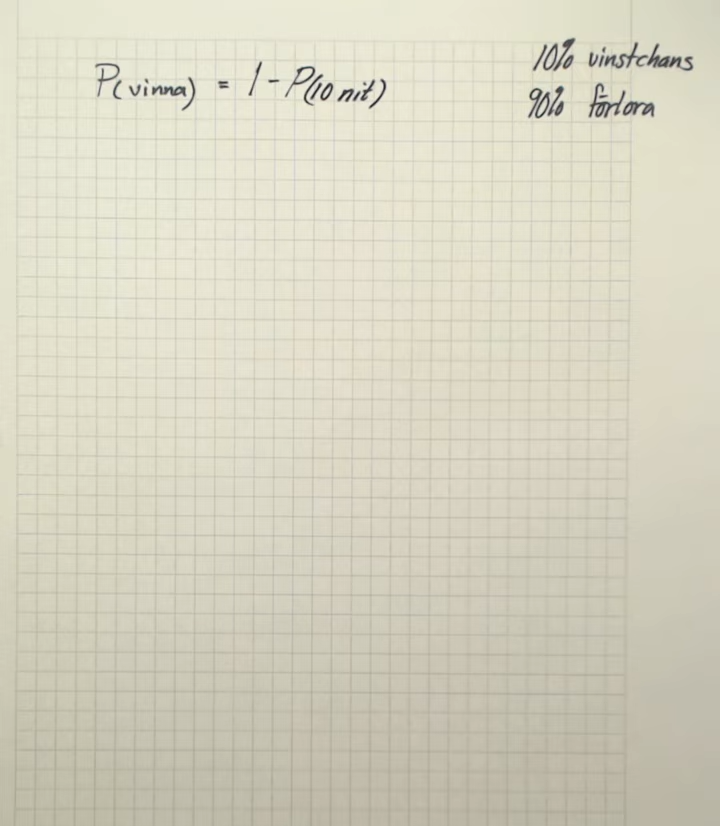 P(vinna) = 1 - P(10 nit)
10% vinstchans
90% förlora